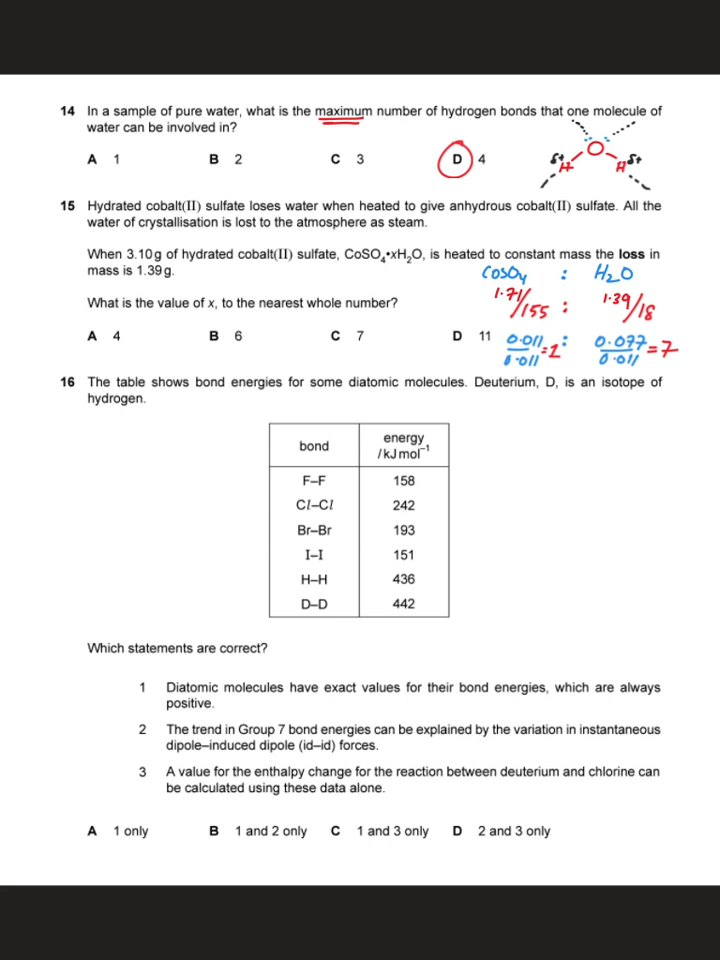 14 In a sample of pure water, what is the maximum number of hydrogen bonds that one molecule of
water can be involved in?
A 1 B 2 C 3 D 4
O
δ+ H H δ+
15 Hydrated cobalt(II) sulfate loses water when heated to give anhydrous cobalt(II) sulfate. All the
water of crystallisation is lost to the atmosphere as steam.
When 3.10 g of hydrated cobalt(II) sulfate, CoSO₄•xH₂O, is heated to constant mass the loss in
mass is 1.39 g.
CoSO₄ : H₂O
What is the value of x, to the nearest whole number?
1.71/155 : 1.39/18
A 4 B 6 C 7 D 11
0.011/0.011 = 1 : 0.077/0.011 = 7
16 The table shows bond energies for some diatomic molecules. Deuterium, D, is an isotope of
hydrogen.
bond energy
/kJ mol⁻¹
F–F 158
Cl–Cl 242
Br–Br 193
I–I 151
H–H 436
D–D 442
Which statements are correct?
1 Diatomic molecules have exact values for their bond energies, which are always
positive.
2 The trend in Group 7 bond energies can be explained by the variation in instantaneous
dipole–induced dipole (id–id) forces.
3 A value for the enthalpy change for the reaction between deuterium and chlorine can
be calculated using these data alone.
A 1 only B 1 and 2 only C 1 and 3 only D 2 and 3 only